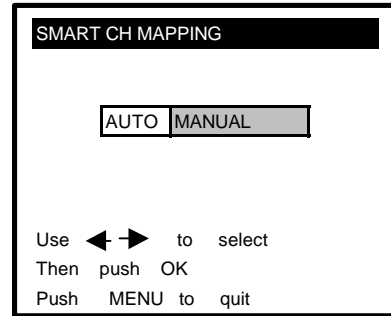 SMART CH MAPPING
AUTO MANUAL
Use ◀ ▶ to select
Then push OK
Push MENU to quit